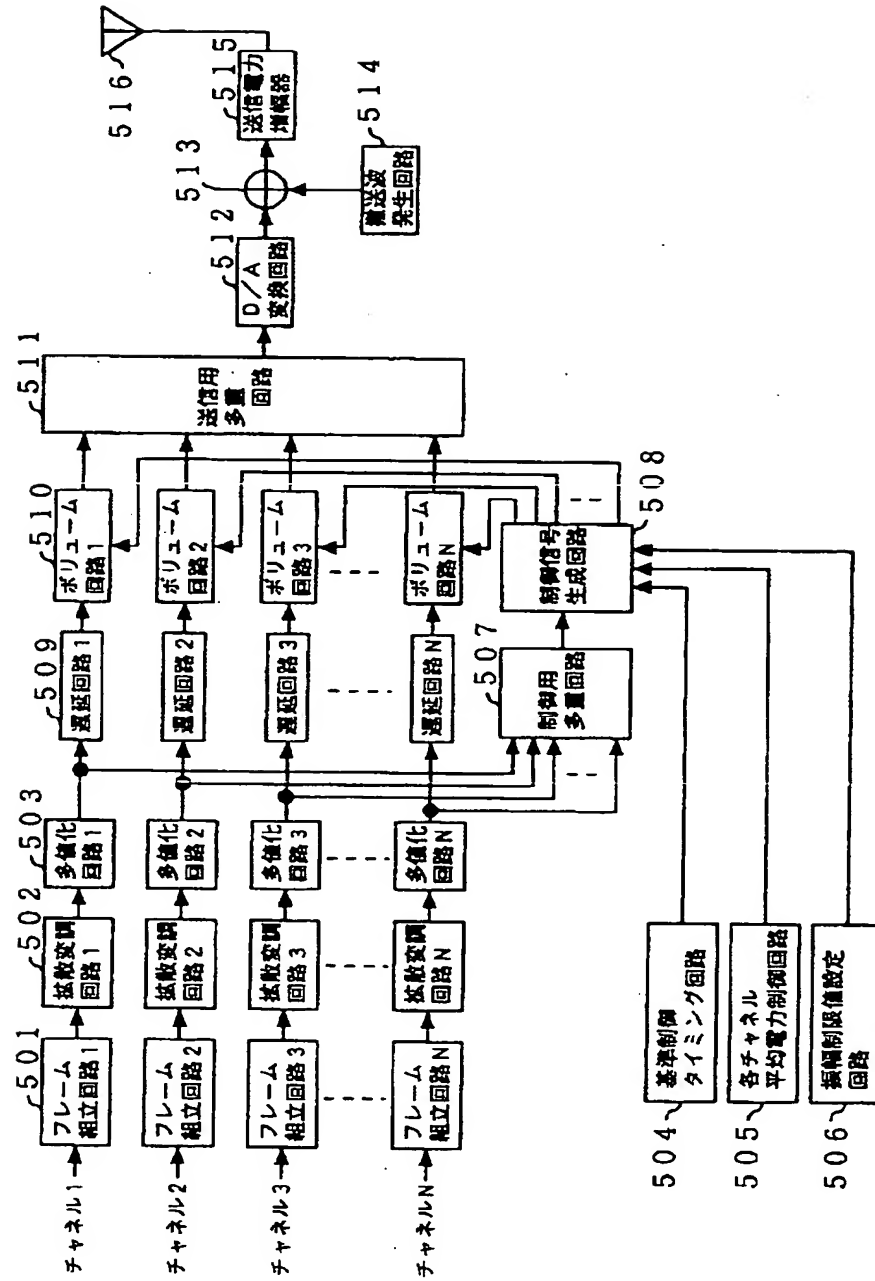 チャネル1
チャネル2
チャネル3
チャネルN
501
フレーム
組立回路1
フレーム
組立回路2
フレーム
組立回路3
フレーム
組立回路N
502
拡散変調
回路1
拡散変調
回路2
拡散変調
回路3
拡散変調
回路N
503
多値化
回路1
多値化
回路2
多値化
回路3
多値化
回路N
509
遅延回路1
遅延回路2
遅延回路3
遅延回路N
510
ボリューム
回路1
ボリューム
回路2
ボリューム
回路3
ボリューム
回路N
507
制御用
多重回路
508
制御信号
生成回路
511
送信用
多重
回路
512
D/A
変換回路
513
514
搬送波
発生回路
515
送信電力
増幅器
516
504
基準制御
タイミング回路
505
各チャネル
平均電力制御回路
506
振幅制限値設定
回路